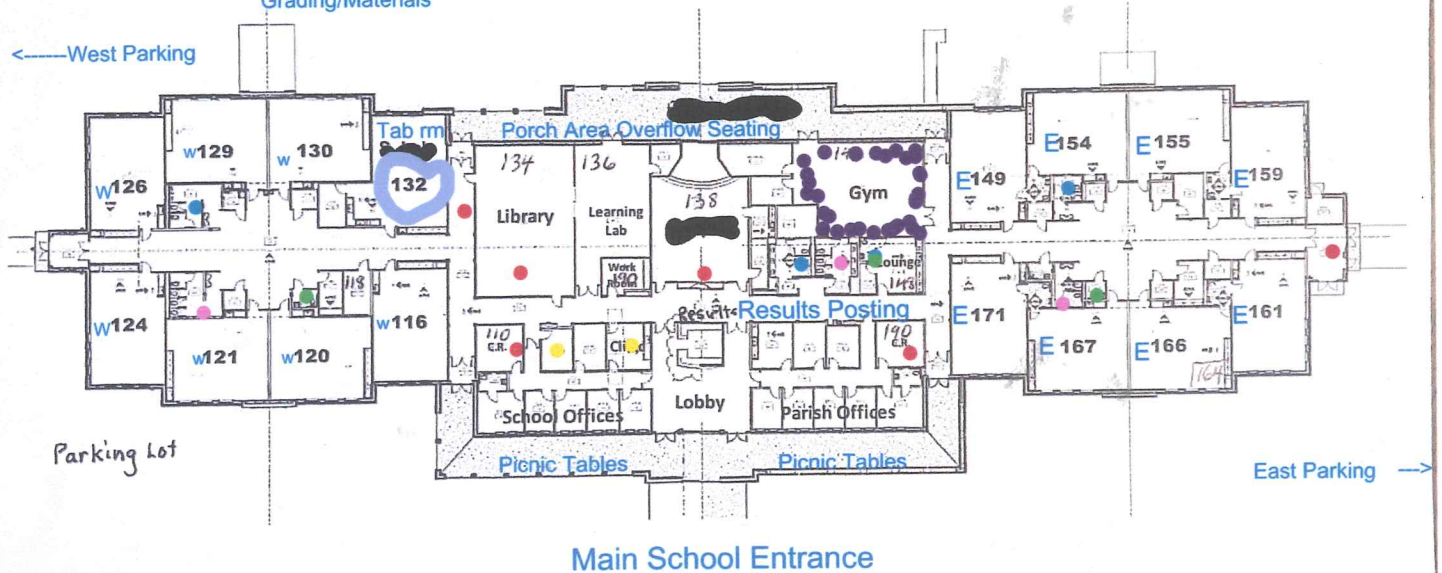 Grading/Materials
<------West Parking
Tab rm
Porch Area Overflow Seating
W126
W129
W 130
132
134
136
138
Library
Learning
Lab
Work
Room
Gym
E149
E154
E155
E159
Lounge
148
W124
W121
118
W120
W116
110
C.R.
Results
Results Posting
190
C.R.
E171
E167
E166
164
E161
School Offices
Lobby
Parish Offices
Parking Lot
Picnic Tables
Picnic Tables
East Parking --->
Main School Entrance